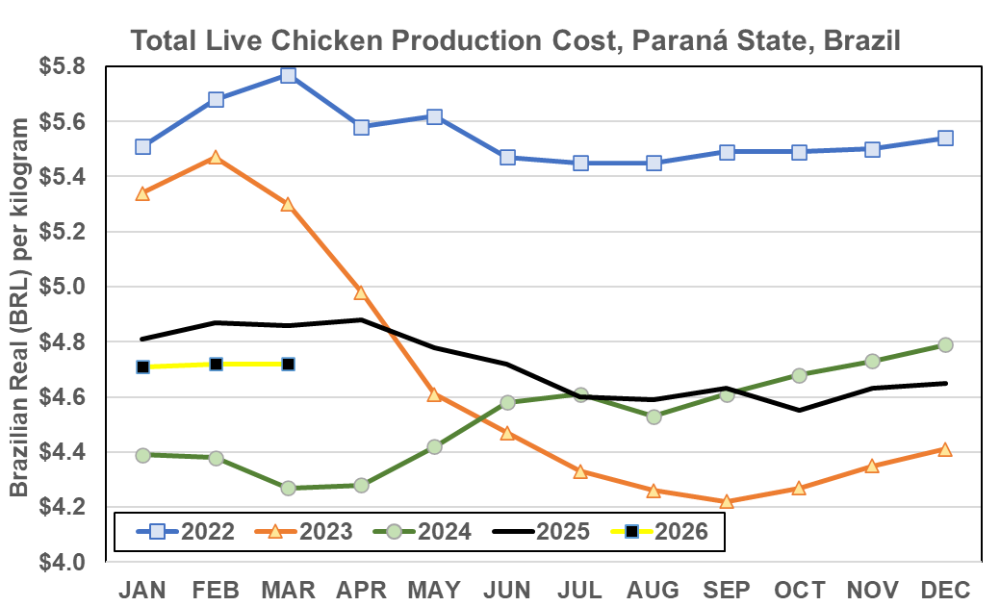 Total Live Chicken Production Cost, Paraná State, Brazil
Brazilian Real (BRL) per kilogram
$5.8
$5.6
$5.4
$5.2
$5.0
$4.8
$4.6
$4.4
$4.2
$4.0
2022 2023 2024 2025 2026
JAN FEB MAR APR MAY JUN JUL AUG SEP OCT NOV DEC